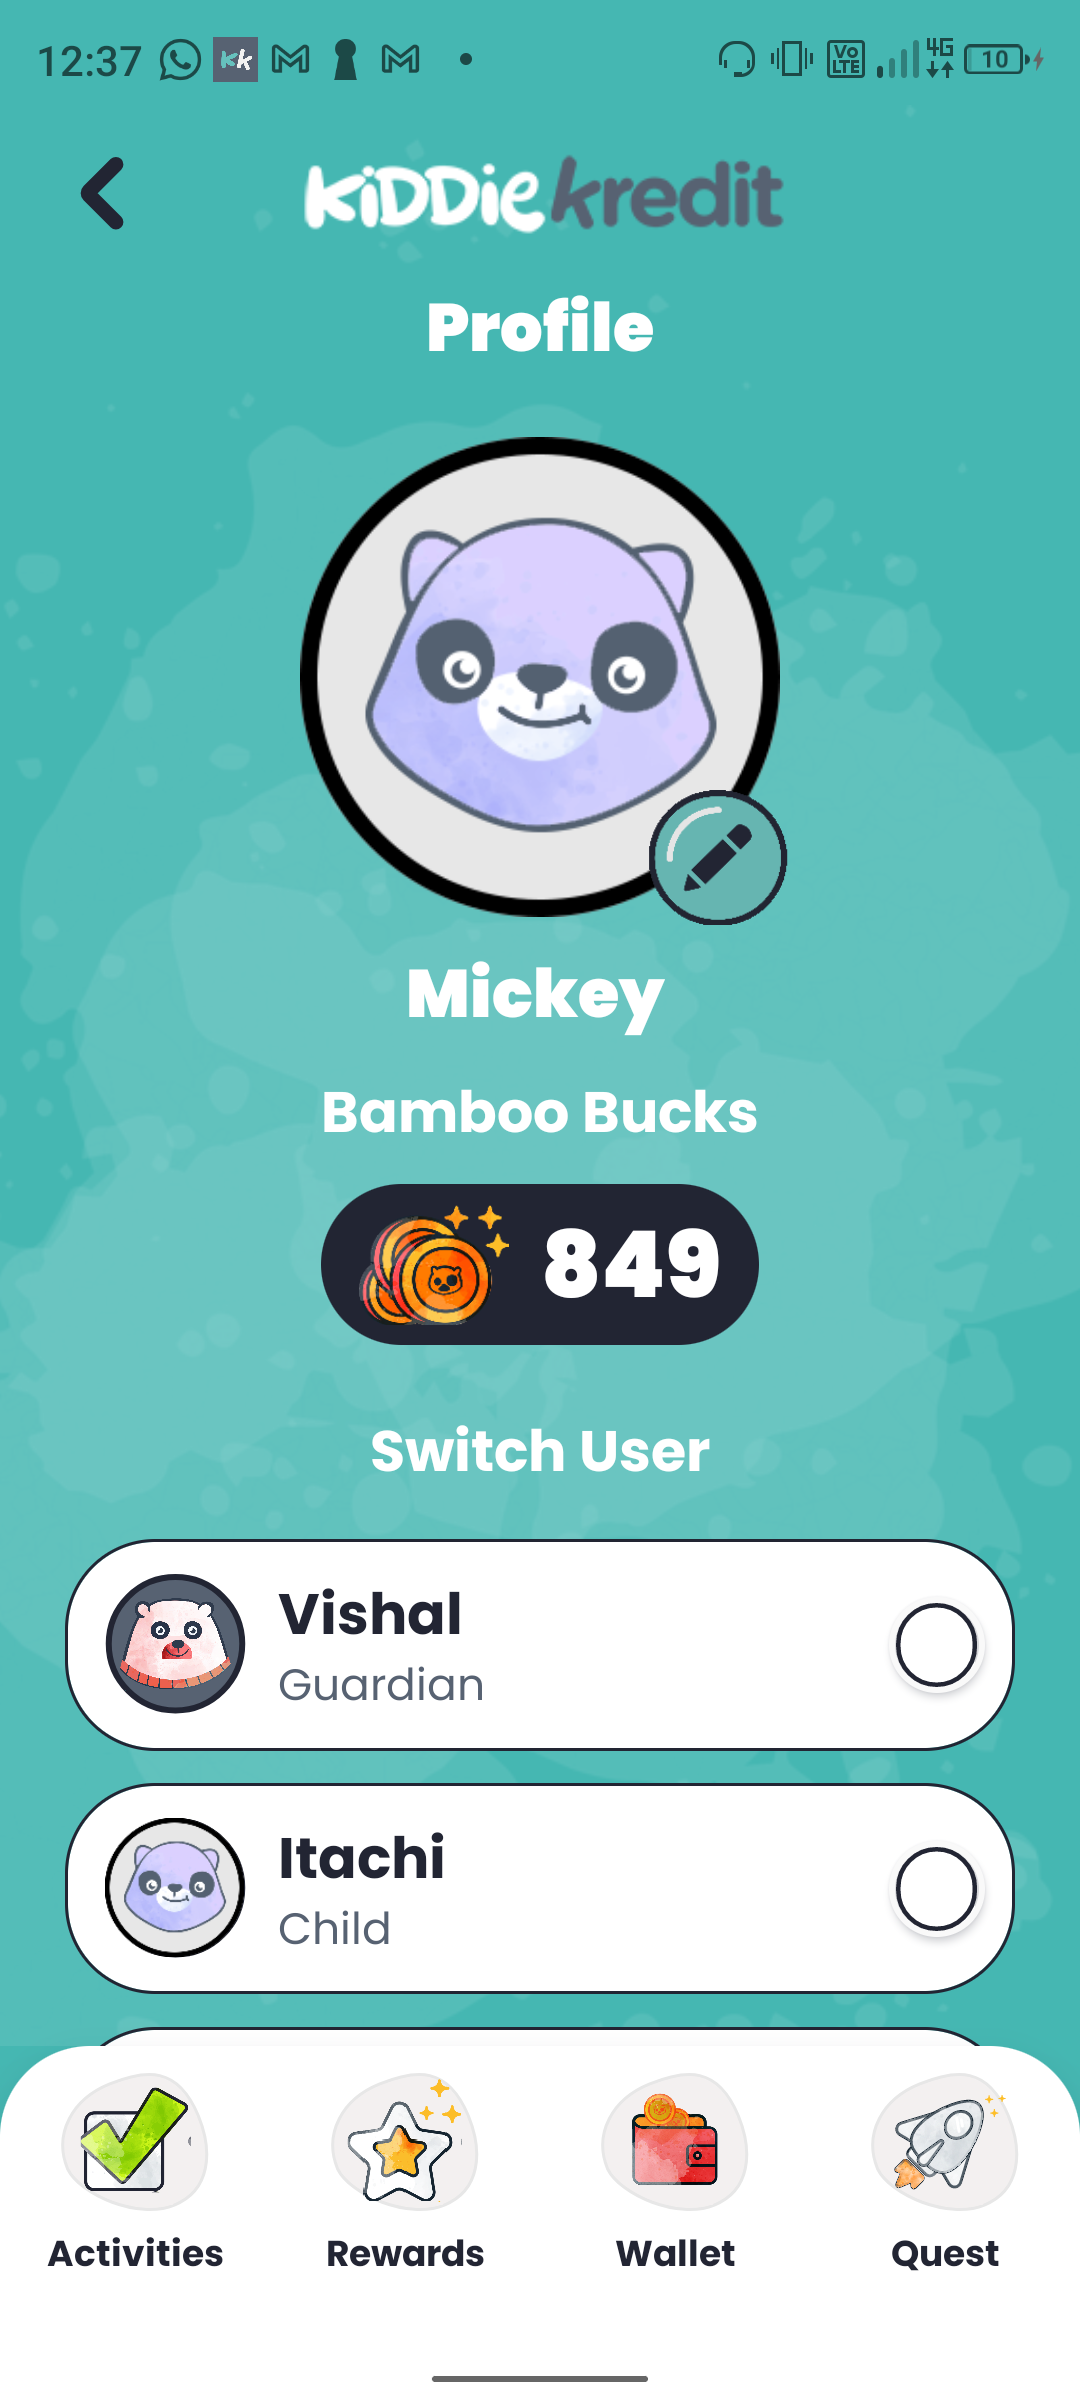 12:37
Kk
Vo
LTE
4G
10
KiDDie kredit
Profile
Mickey
Bamboo Bucks
849
Switch User
Vishal
Guardian
Itachi
Child
Activities
Rewards
Wallet
Quest